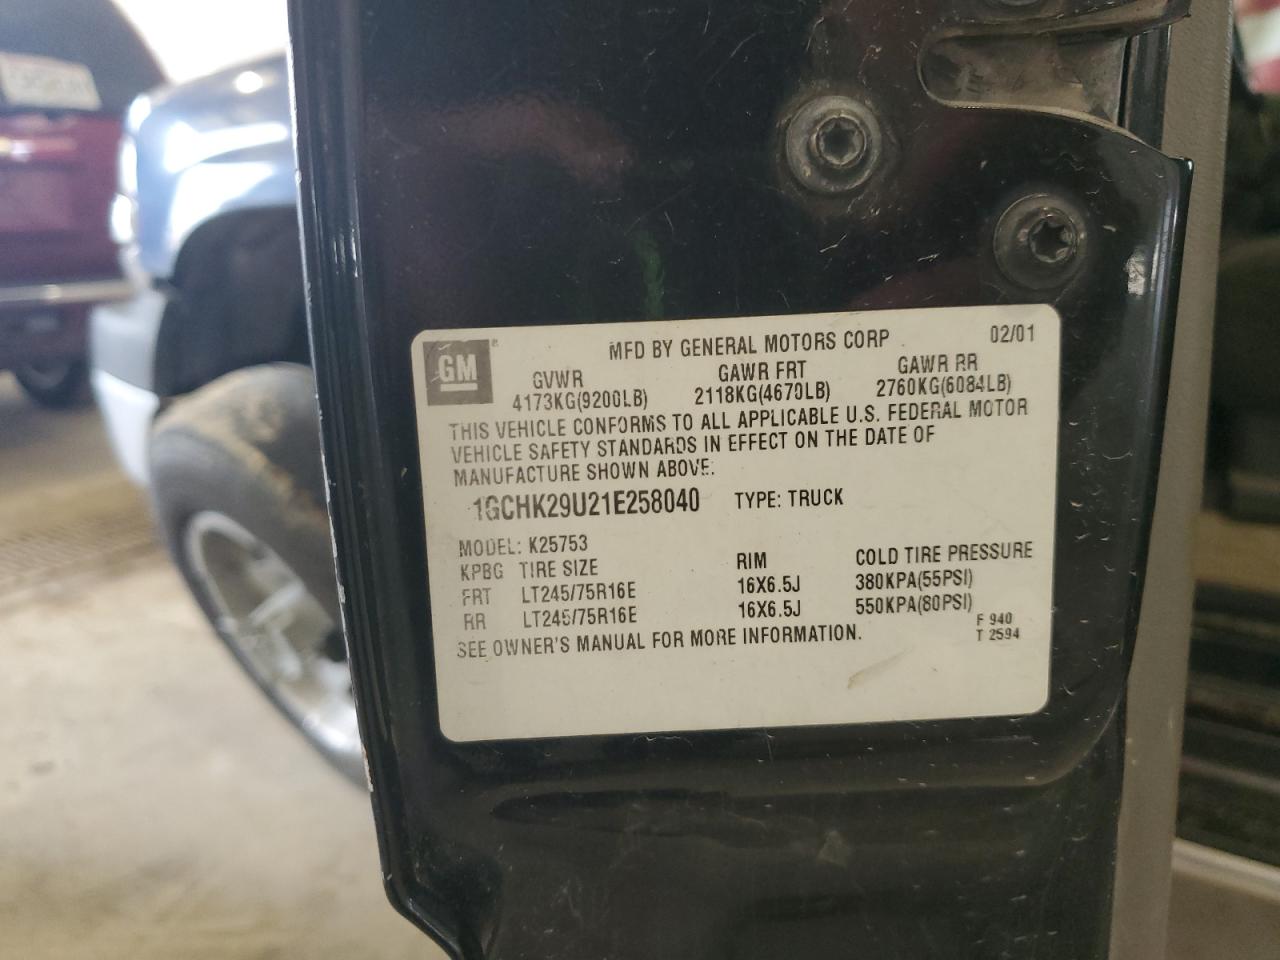 GM
MFD BY GENERAL MOTORS CORP 02/01
GVWR GAWR FRT GAWR RR
4173KG(9200LB) 2118KG(4670LB) 2760KG(6084LB)
THIS VEHICLE CONFORMS TO ALL APPLICABLE U.S. FEDERAL MOTOR
VEHICLE SAFETY STANDARDS IN EFFECT ON THE DATE OF
MANUFACTURE SHOWN ABOVE:
1GCHK29U21E258040 TYPE: TRUCK
MODEL: K25753
KPBG TIRE SIZE RIM COLD TIRE PRESSURE
FRT LT245/75R16E 16X6.5J 380KPA(55PSI)
RR LT245/75R16E 16X6.5J 550KPA(80PSI)
SEE OWNER'S MANUAL FOR MORE INFORMATION.
F 940
T 2594